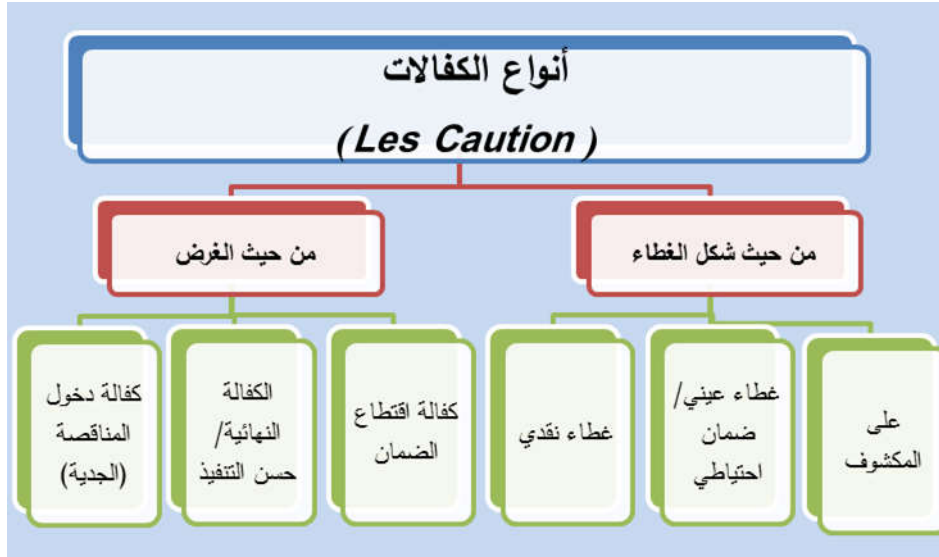 أنواع الكفالات
(Les Caution)
من حيث شكل الغطاء
من حيث الغرض
على
المكشوف
غطاء عيني/
ضمان
احتياطي
غطاء نقدي
كفالة اقتطاع
الضمان
الكفالة
النهائية/
حسن التنفيذ
كفالة دخول
المناقصة
(الجدية)